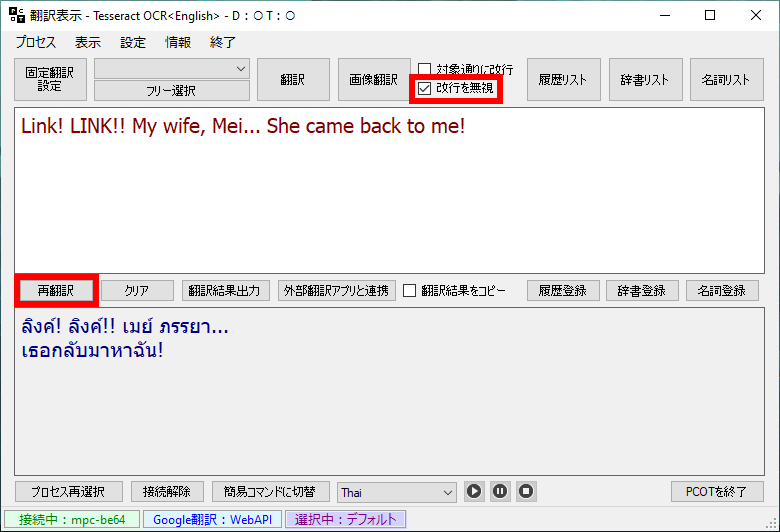 翻訳表示 - Tesseract OCR<English> - D：○ T：○
プロセス 表示 設定 情報 終了
固定翻訳設定 フリー選択 翻訳 画像翻訳 対象通りに改行 改行を無視 履歴リスト 辞書リスト 名詞リスト
Link! LINK!! My wife, Mei... She came back to me!
再翻訳 クリア 翻訳結果出力 外部翻訳アプリと連携 翻訳結果をコピー 履歴登録 辞書登録 名詞登録
ลิงค์! ลิงค์!! เมย์ ภรรยา...
เธอกลับมาหาฉัน!
プロセス再選択 接続解除 簡易コマンドに切替 Thai PCOTを終了
接続中：mpc-be64 Google翻訳：WebAPI 選択中：デフォルト